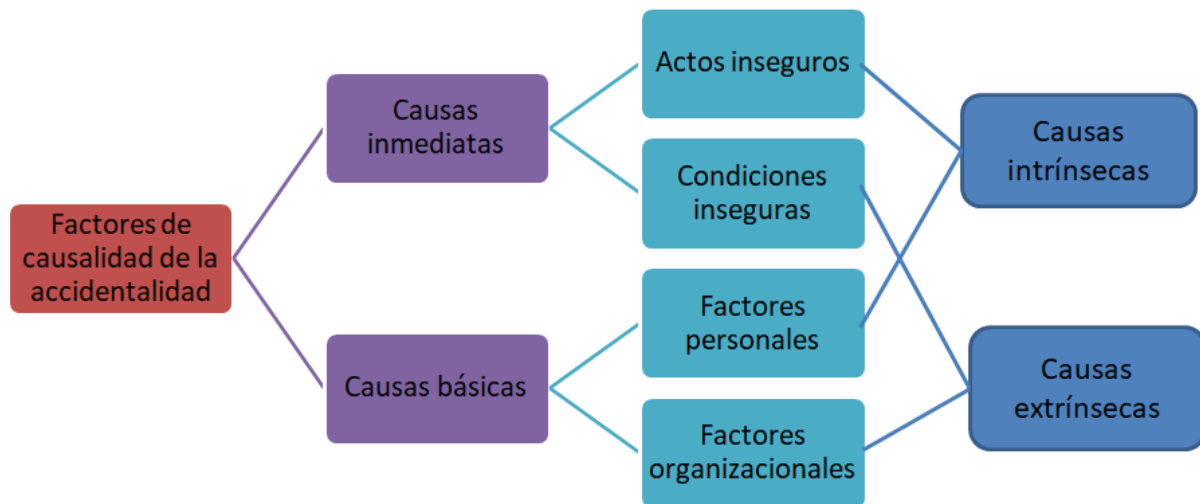 Factores de
causalidad de la
accidentalidad
Causas
inmediatas
Causas básicas
Actos inseguros
Condiciones
inseguras
Factores
personales
Factores
organizacionales
Causas
intrínsecas
Causas
extrínsecas